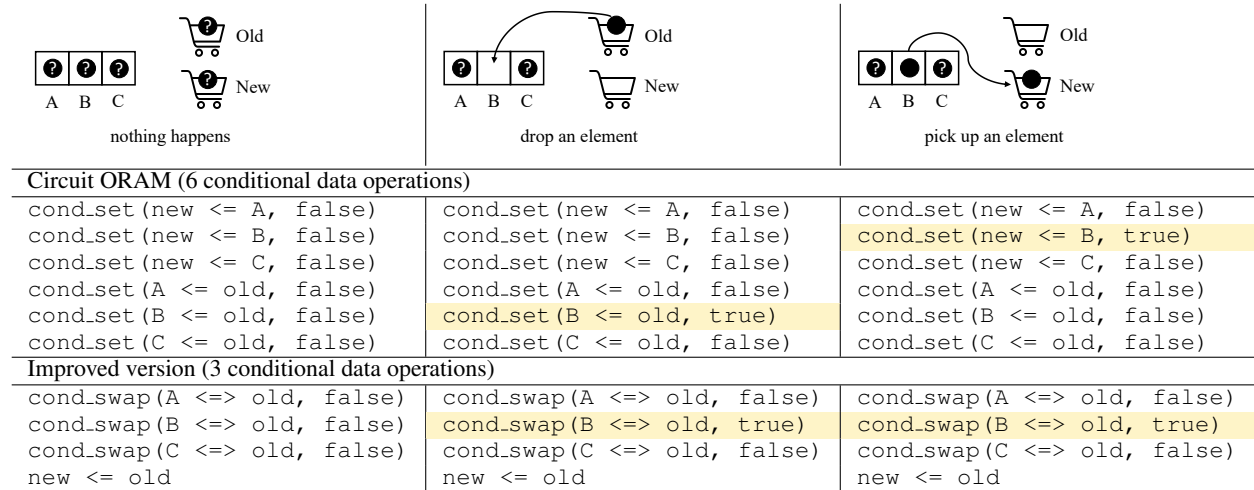 ? Old ? Old Old
? ? ? ? New ? ? New ? ? New
A B C A B C A B C
nothing happens drop an element pick up an element
Circuit ORAM (6 conditional data operations)
cond_set(new <= A, false) cond_set(new <= A, false) cond_set(new <= A, false)
cond_set(new <= B, false) cond_set(new <= B, false) cond_set(new <= B, true)
cond_set(new <= C, false) cond_set(new <= C, false) cond_set(new <= C, false)
cond_set(A <= old, false) cond_set(A <= old, false) cond_set(A <= old, false)
cond_set(B <= old, false) cond_set(B <= old, true) cond_set(B <= old, false)
cond_set(C <= old, false) cond_set(C <= old, false) cond_set(C <= old, false)
Improved version (3 conditional data operations)
cond_swap(A <=> old, false) cond_swap(A <=> old, false) cond_swap(A <=> old, false)
cond_swap(B <=> old, false) cond_swap(B <=> old, true) cond_swap(B <=> old, true)
cond_swap(C <=> old, false) cond_swap(C <=> old, false) cond_swap(C <=> old, false)
new <= old new <= old new <= old